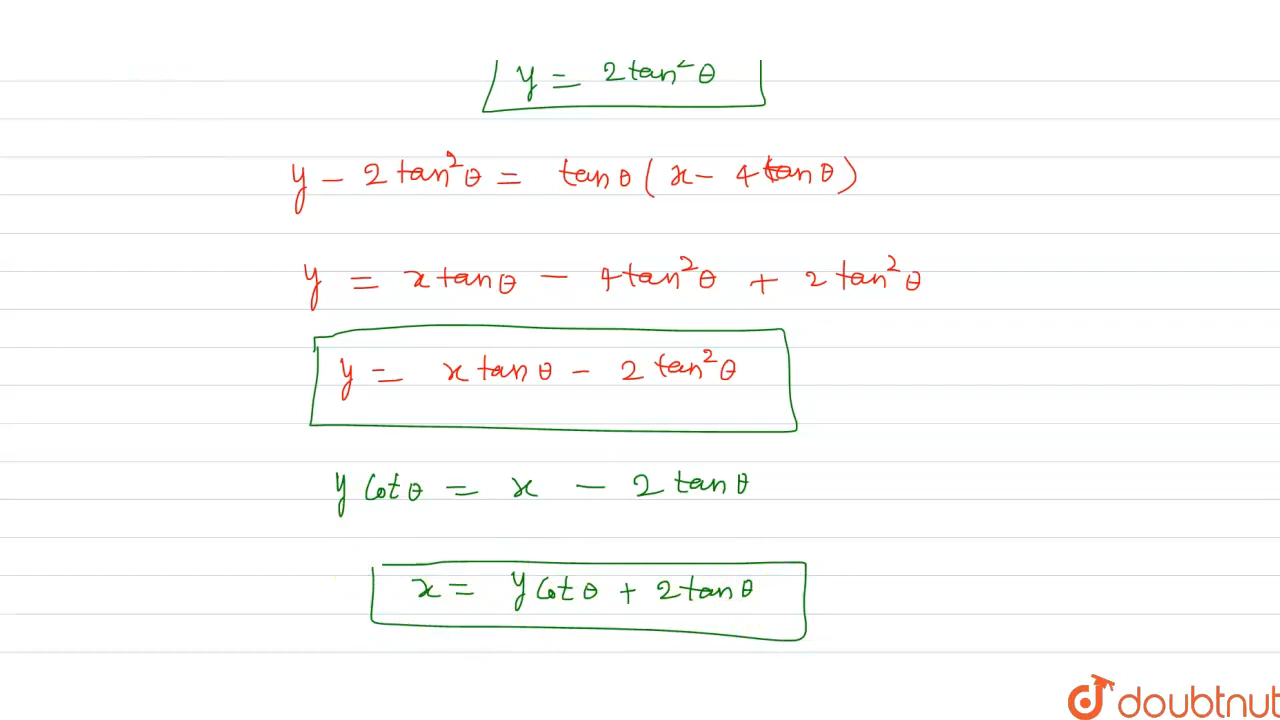 y = 2tan²θ
y - 2tan²θ = tanθ(x - 4tanθ)
y = x tanθ - 4tan²θ + 2tan²θ
y = x tanθ - 2tan²θ
y Cotθ = x - 2tanθ
x = y Cotθ + 2tanθ
doubtnut